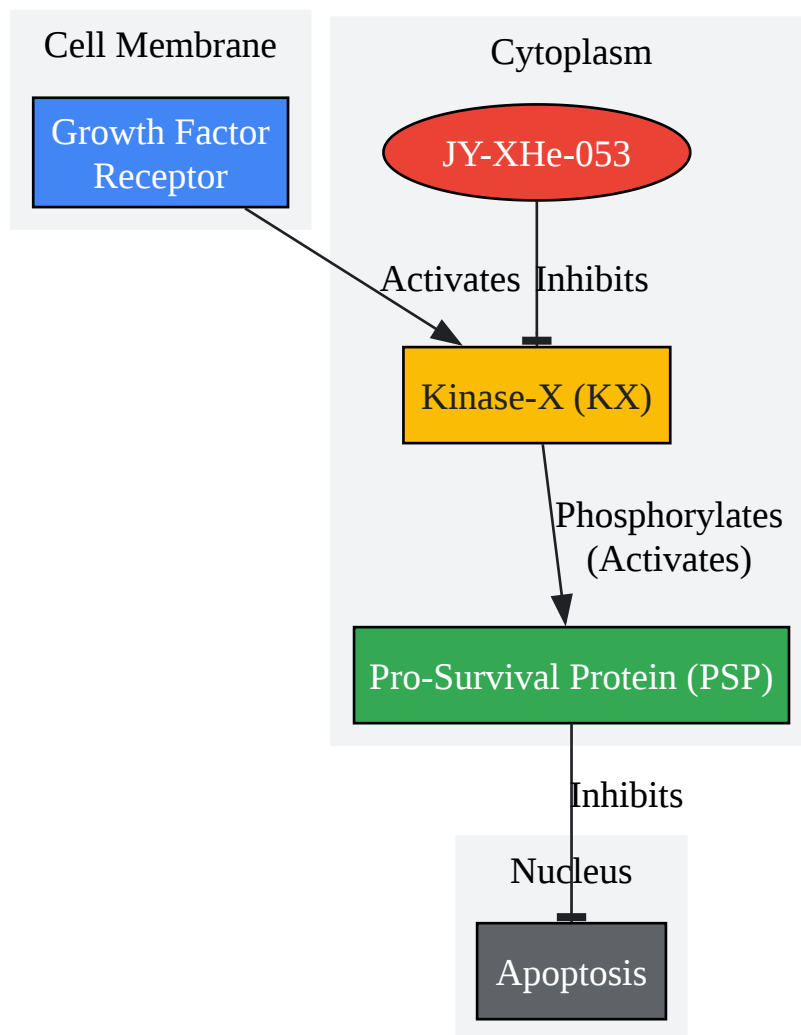 Cell Membrane
Cytoplasm
Growth Factor
Receptor
JY-XHe-053
Activates
Inhibits
Kinase-X (KX)
Phosphorylates
(Activates)
Pro-Survival Protein (PSP)
Inhibits
Nucleus
Apoptosis